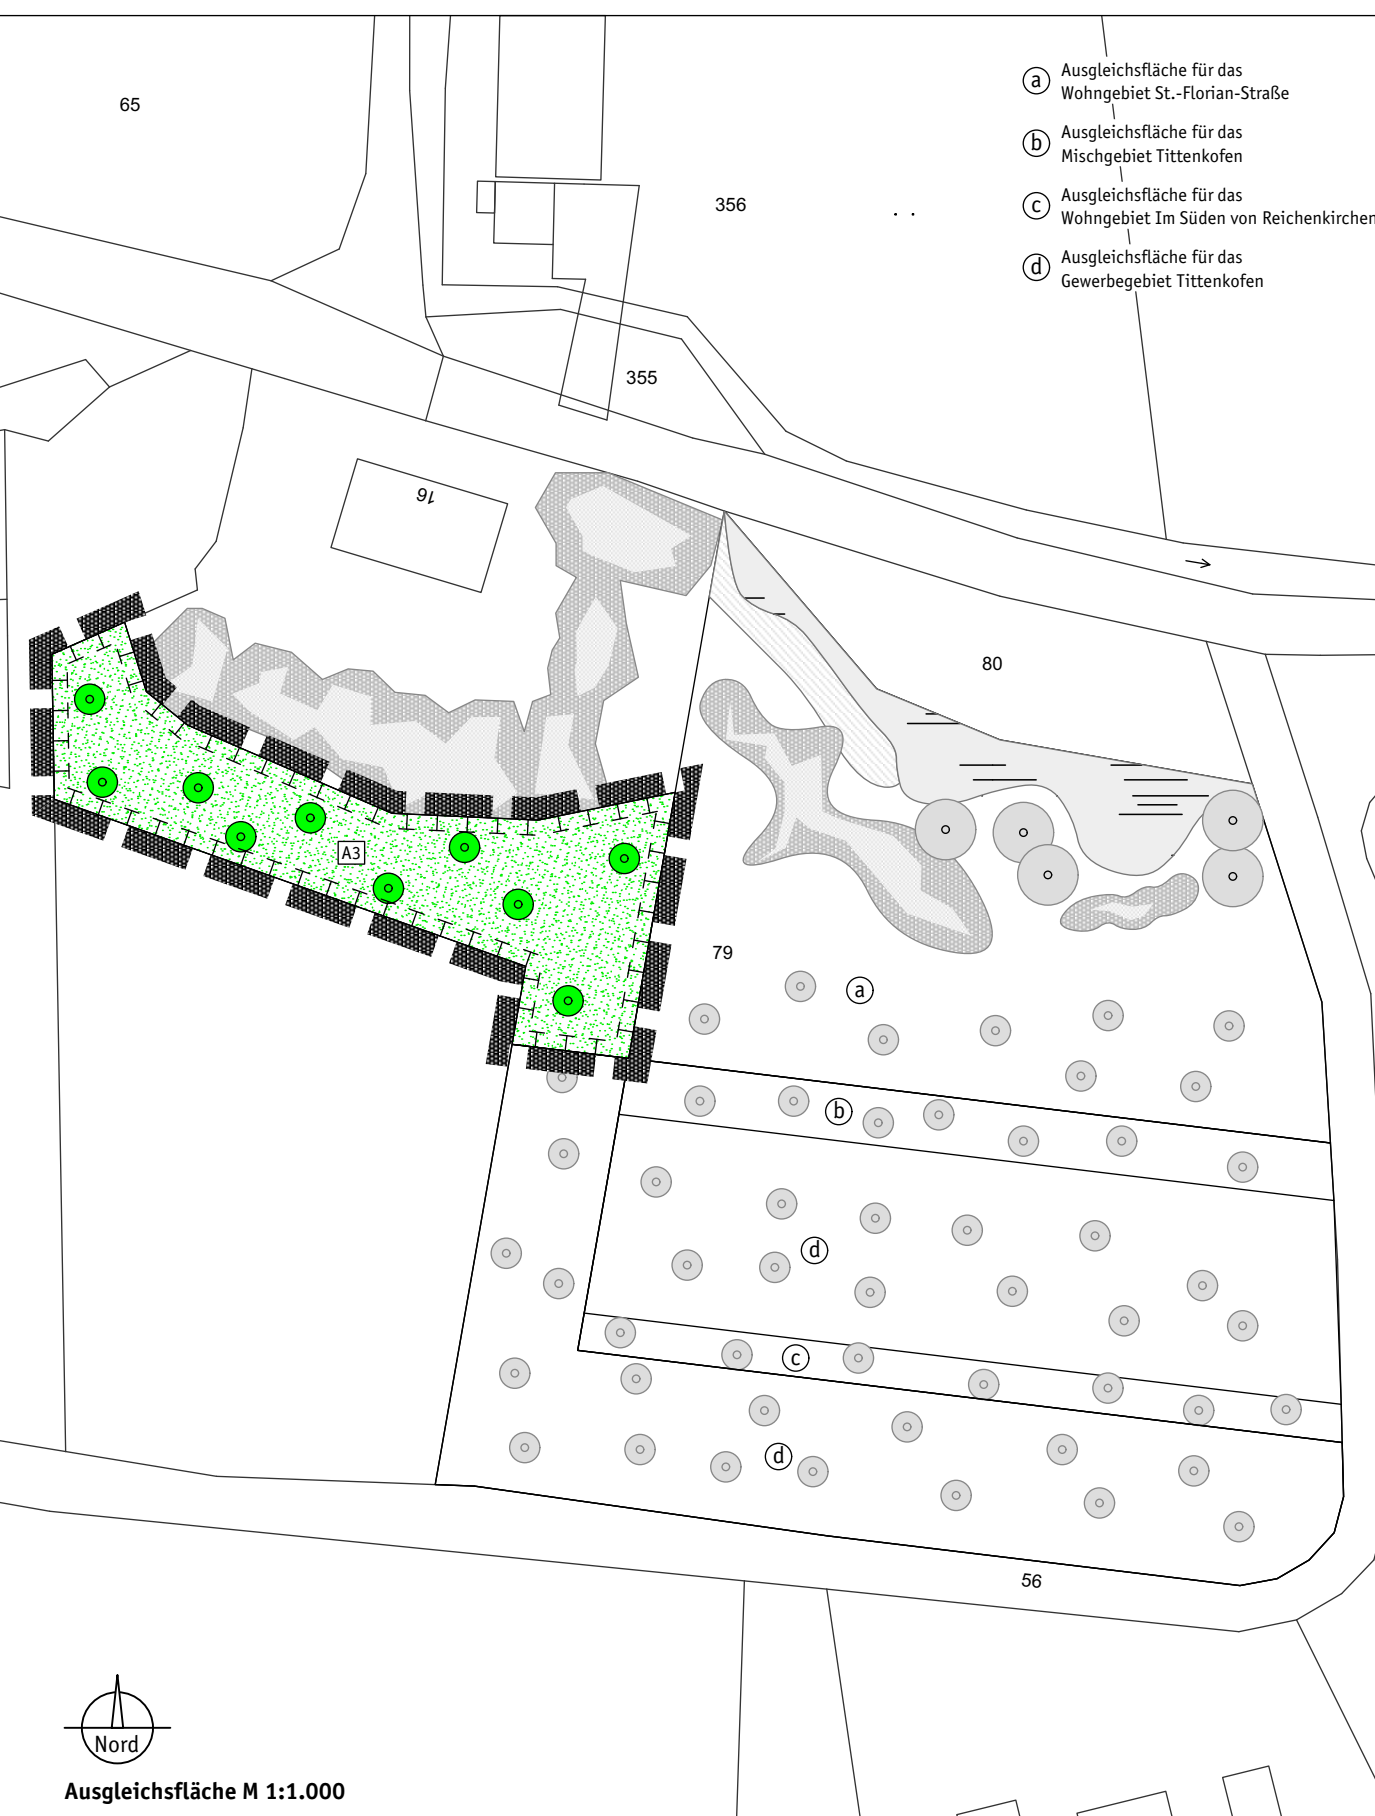 65
356
a
Ausgleichsfläche für das
Wohngebiet St.-Florian-Straße
b
Ausgleichsfläche für das
Mischgebiet Tittenkofen
c
Ausgleichsfläche für das
Wohngebiet Im Süden von Reichenkirchen
d
Ausgleichsfläche für das
Gewerbegebiet Tittenkofen
355
16
80
A3
79
a
b
d
c
d
56
Nord
Ausgleichsfläche M 1:1.000